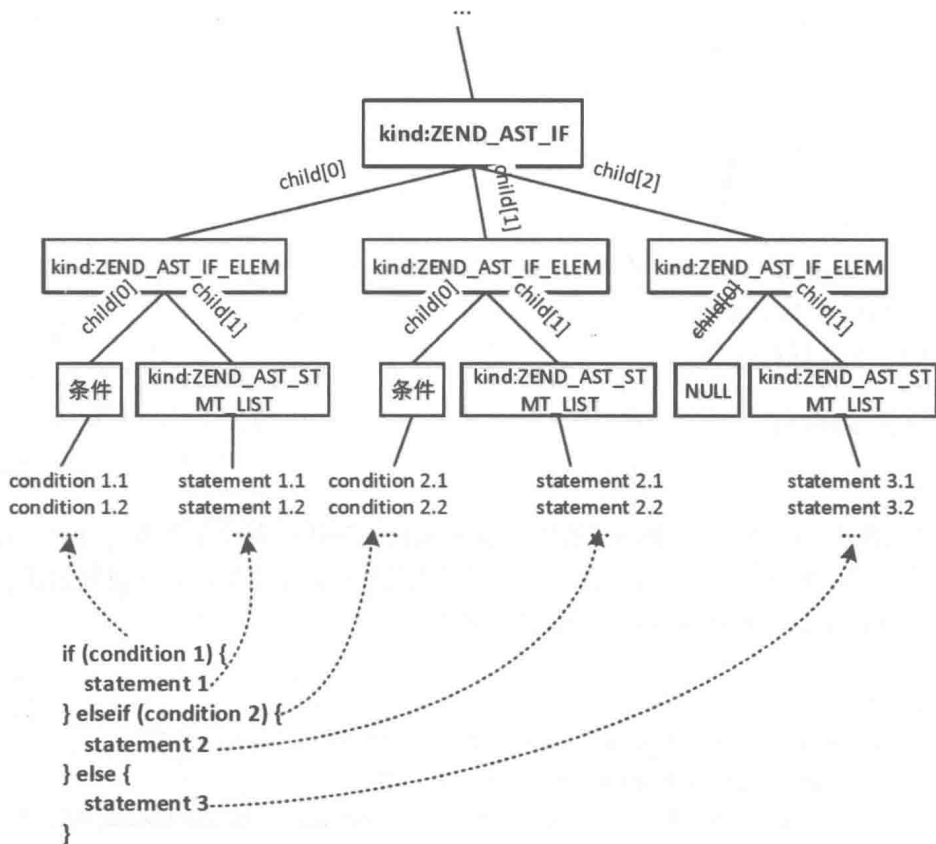 ...
kind:ZEND_AST_IF
child[0]
child[1]
child[2]
kind:ZEND_AST_IF_ELEM
kind:ZEND_AST_IF_ELEM
kind:ZEND_AST_IF_ELEM
child[0]
child[1]
child[0]
child[1]
child[0]
child[1]
条件
kind:ZEND_AST_ST
MT_LIST
条件
kind:ZEND_AST_ST
MT_LIST
NULL
kind:ZEND_AST_ST
MT_LIST
condition 1.1
condition 1.2
...
statement 1.1
statement 1.2
...
condition 2.1
condition 2.2
...
statement 2.1
statement 2.2
...
statement 3.1
statement 3.2
...
if (condition 1) {
statement 1
} elseif (condition 2) {
statement 2
} else {
statement 3
}